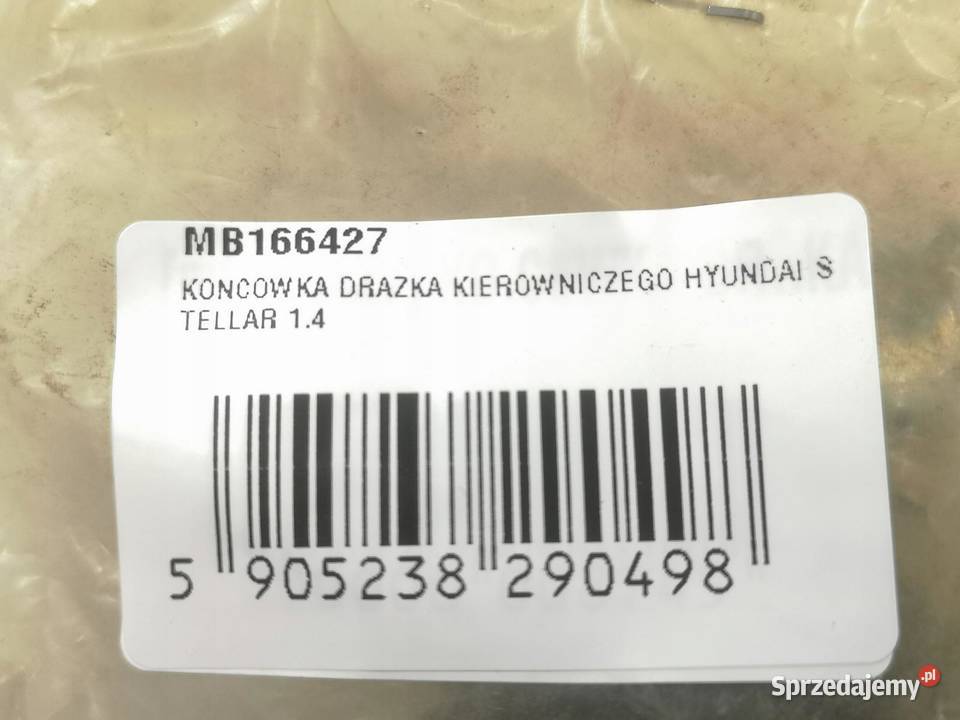 MB166427
KONCOWKA DRAZKA KIEROWNICZEGO HYUNDAI S
TELLAR 1.4
5 905238 290498
Sprzedajemy.pl